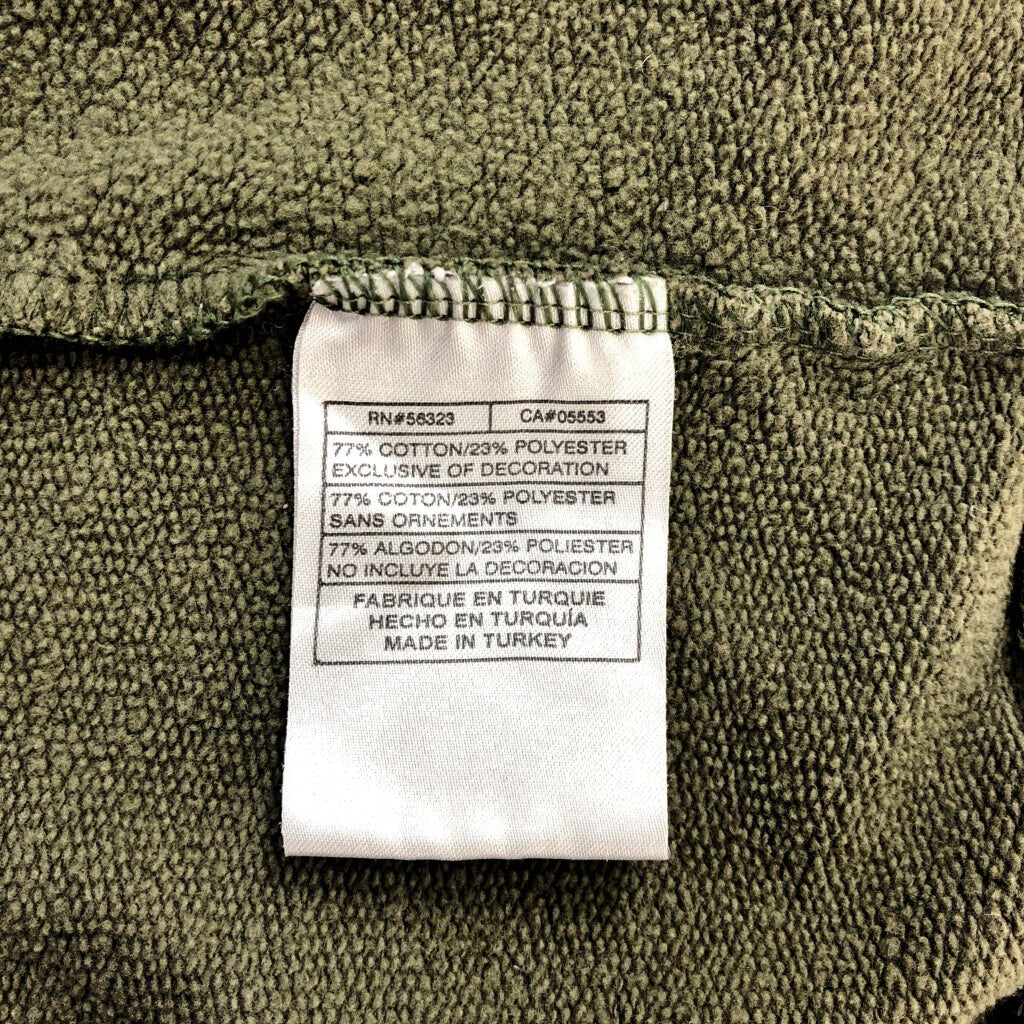 RN#56323 CA#05553
77% COTTON/23% POLYESTER
EXCLUSIVE OF DECORATION
77% COTON/23% POLYESTER
SANS ORNEMENTS
77% ALGODON/23% POLIESTER
NO INCLUYE LA DECORACION
FABRIQUE EN TURQUIE
HECHO EN TURQUÍA
MADE IN TURKEY